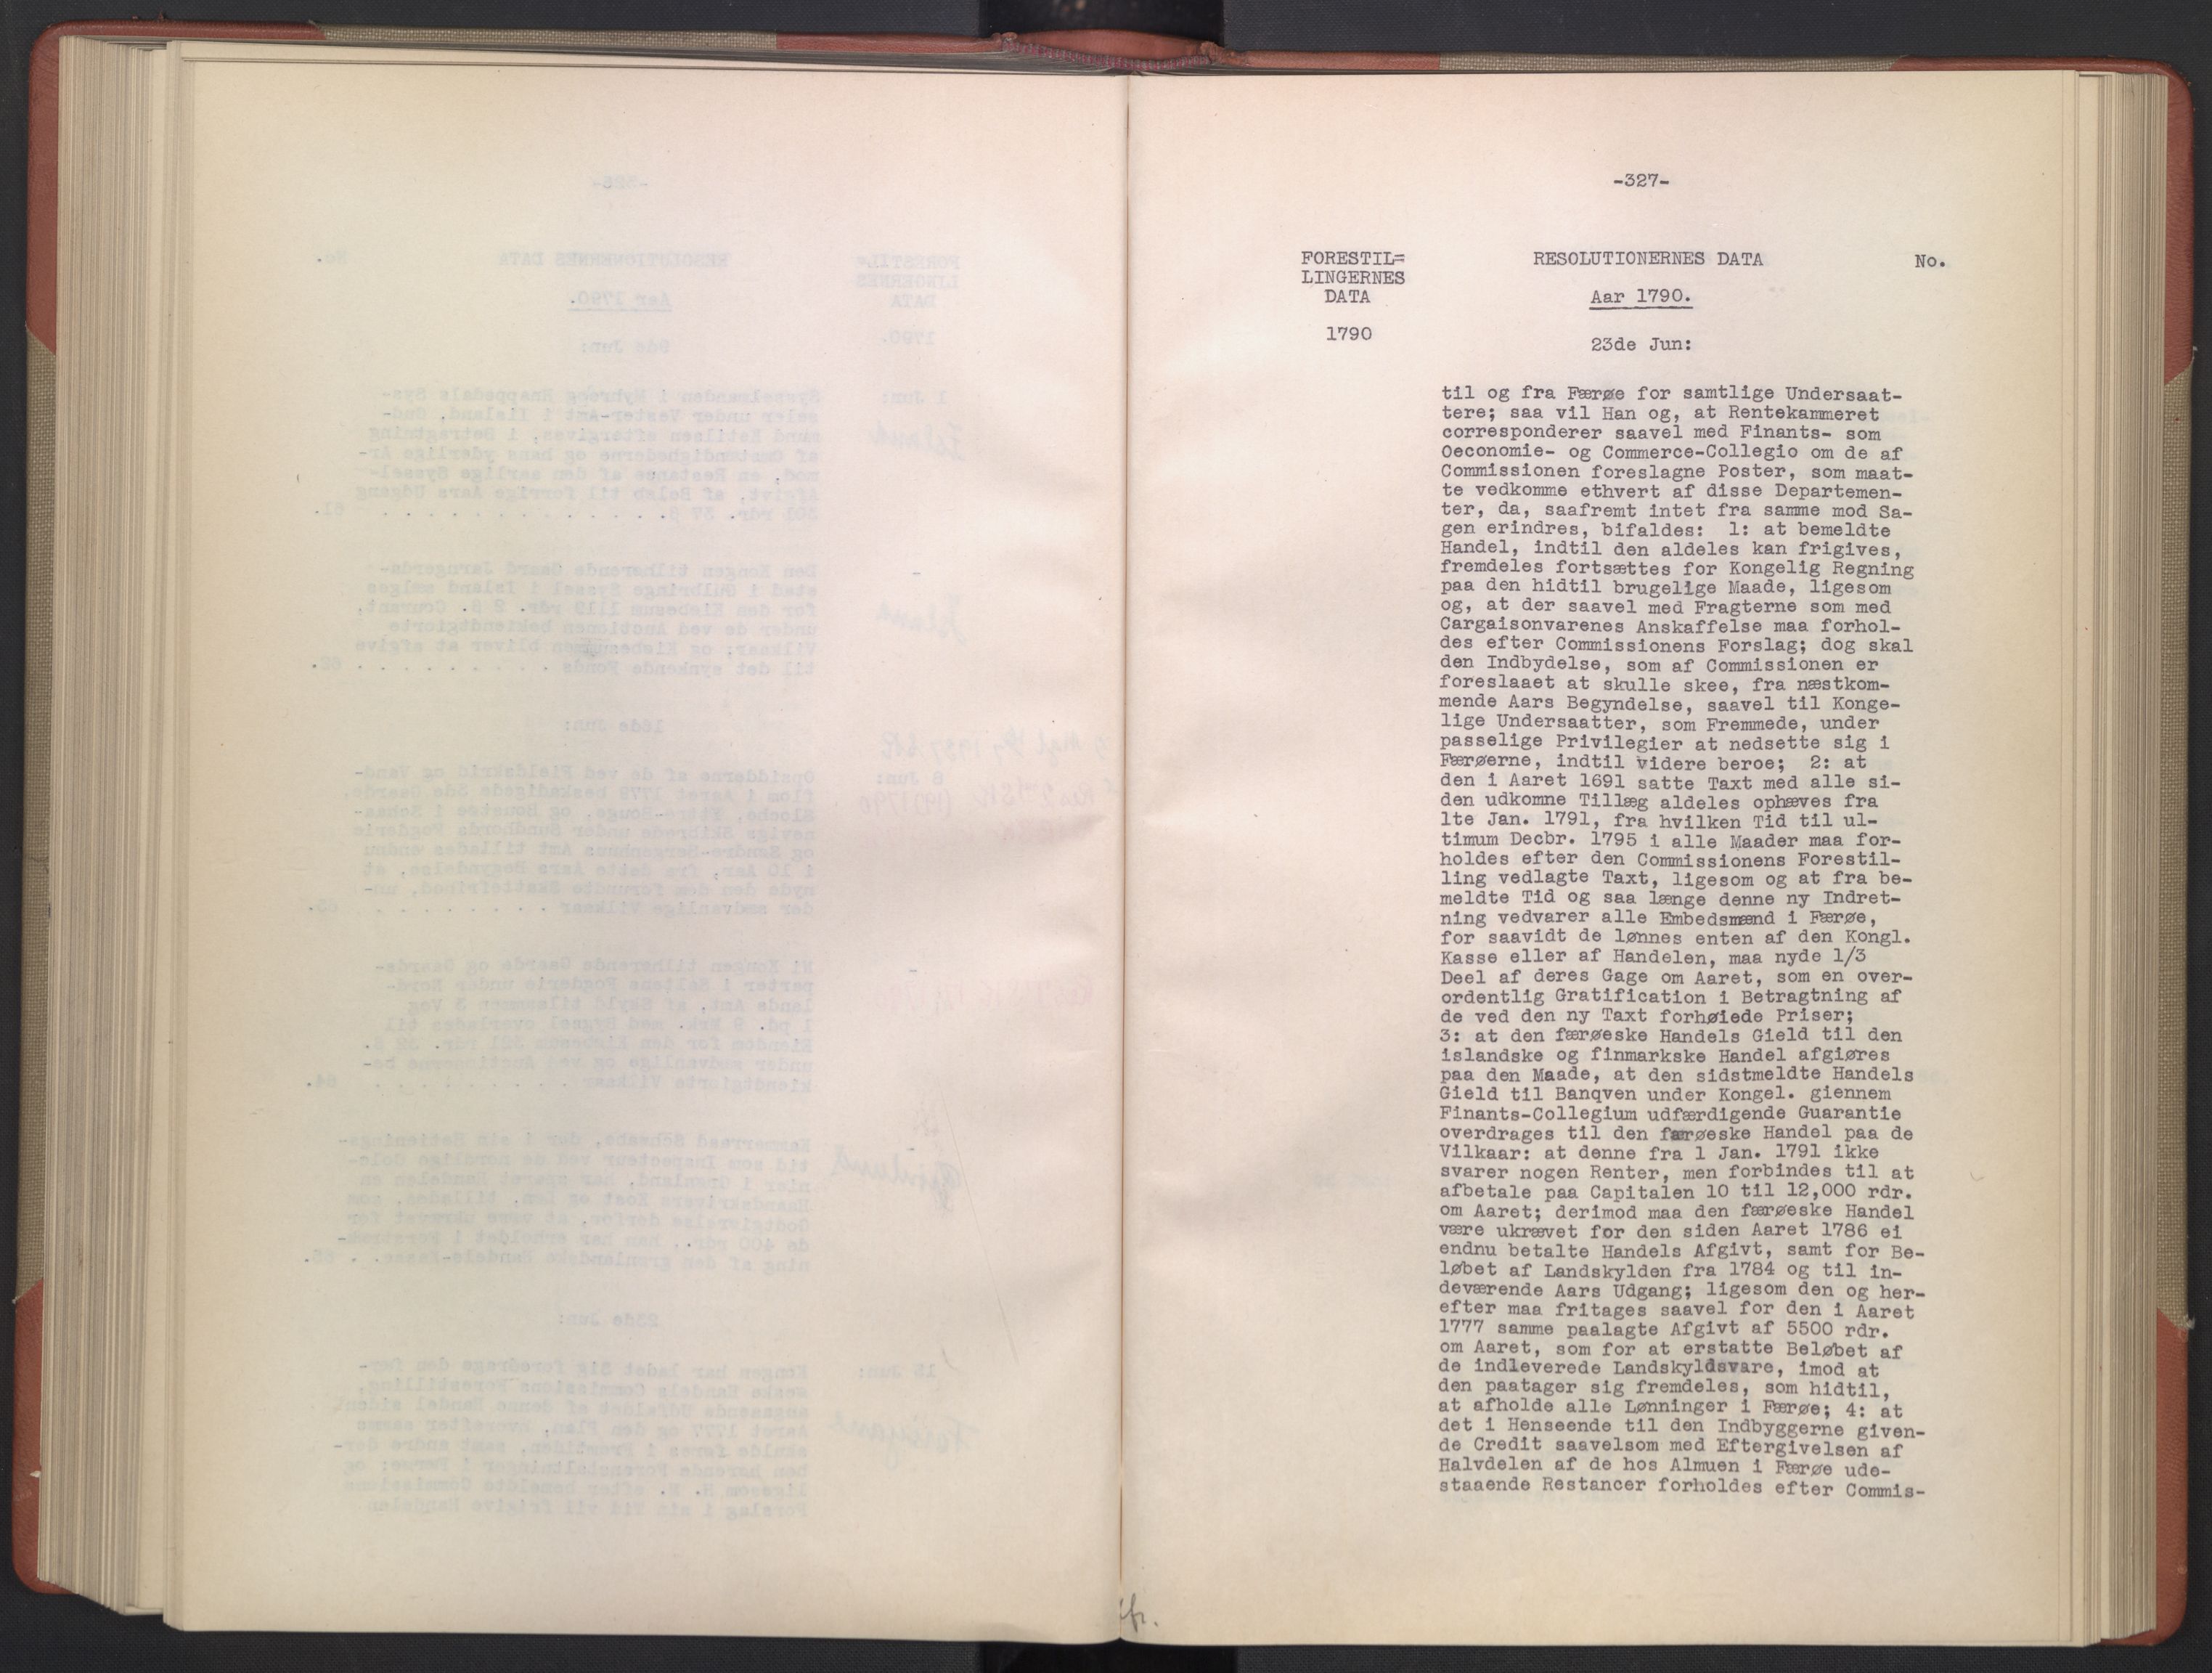 -327-
FORESTIL=
LINGERNES
DATA
RESOLUTIONERNES DATA
No.
Aar 1790.
1790
23de Jun:
til og fra Færøe for samtlige Undersaat-
tere; saa vil Han og, at Rentekammeret
corresponderer saavel med Finants- som
Oeconomie- og Commerce-Collegio om de af
Commissionen foreslagne Poster, som maat-
te vedkomme ethvert af disse Departemen-
ter, da, saafremt intet fra samme mod Sa-
gen erindres, bifaldes: 1: at bemeldte
Handel, indtil den aldeles kan frigives,
fremdeles fortsættes for Kongelig Regning
paa den hidtil brugelige Maade, ligesom
og, at der saavel med Fragterne som med
Cargaisonvarenes Anskaffelse maa forhol-
des efter Commissionens Forslag; dog skal
den Indbydelse, som af Commissionen er
foreslaaet at skulle skee, fra næstkom-
mende Aars Begyndelse, saavel til Konge-
lige Undersaatter, som Fremmede, under
passelige Privilegier at nedsette sig i
Færøerne, indtil videre beroe; 2: at
den i Aaret 1691 satte Taxt med alle si-
den udkomne Tillæg aldeles ophæves fra
1te Jan. 1791, fra hvilken Tid til ul-
timum Decbr. 1795 i alle Maader maa for-
holdes efter den Commissionens Forestil-
ling vedlagte Taxt, ligesom og at fra be-
meldte Tid og saa længe denne ny Indret-
ning vedvarer alle Embedsmænd i Færøe,
for saavidt de lønnes enten af den Kongl.
Kasse eller af Handelen, maa nyde 1/3
Deel af deres Gage om Aaret, som en over-
ordentlig Gratification i Betragtning af
de ved den ny Taxt forhøiede Priser;
3: at den færøeske Handels Gield til den
islandske og finmarkske Handel afgiøres
paa den Maade, at den sidstmeldte Handels
Gield til Banqven under Kongel. giennem
Finants-Collegium udfærdigende Guarantie
overdrages til den færøeske Handel paa de
Vilkaar: at denne fra 1 Jan. 1791 ikke
svarer nogen Renter, men forbindes til at
afbetale paa Capitalen 10 til 12,000 rdr.
om Aaret; derimod maa den færøeske Handel
være ukrævet for den siden Aaret 1786 ei
endnu betalte Handels Afgivt, samt for Be-
løbet af Landskylden fra 1784 og til in-
deværende Aars Udgang; ligesom den og her-
efter maa fritages saavel for den i Aaret
1777 samme paalagte Afgivt af 5500 rdr.
om Aaret, som for at erstatte Beløbet af
de indleverede Landskyldsvare, imod at
den paatager sig fremdeles, som hidtil,
at afholde alle Lønninger i Færøe; 4: at
det i Henseende til den Indbyggerne given-
de Credit saavelsom med Eftergivelsen af
Halvdelen af de hos Almuen i Færøe ude-
staaende Restancer forholdes efter Commis-